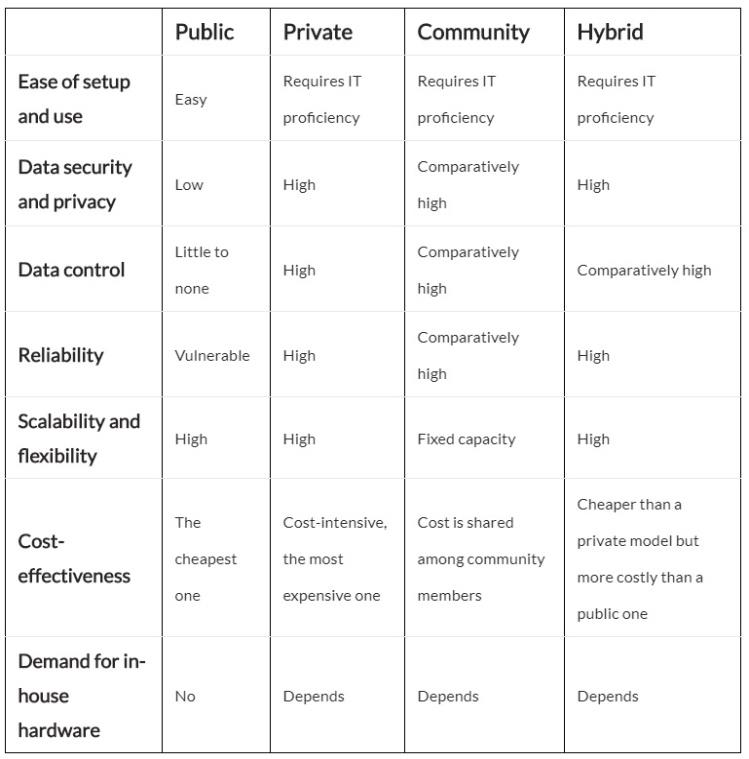 Public Private Community Hybrid
Ease of setup and use Easy Requires IT proficiency Requires IT proficiency Requires IT proficiency
Data security and privacy Low High Comparatively high High
Data control Little to none High Comparatively high Comparatively high
Reliability Vulnerable High Comparatively high High
Scalability and flexibility High High Fixed capacity High
Cost-effectiveness The cheapest one Cost-intensive, the most expensive one Cost is shared among community members Cheaper than a private model but more costly than a public one
Demand for in-house hardware No Depends Depends Depends